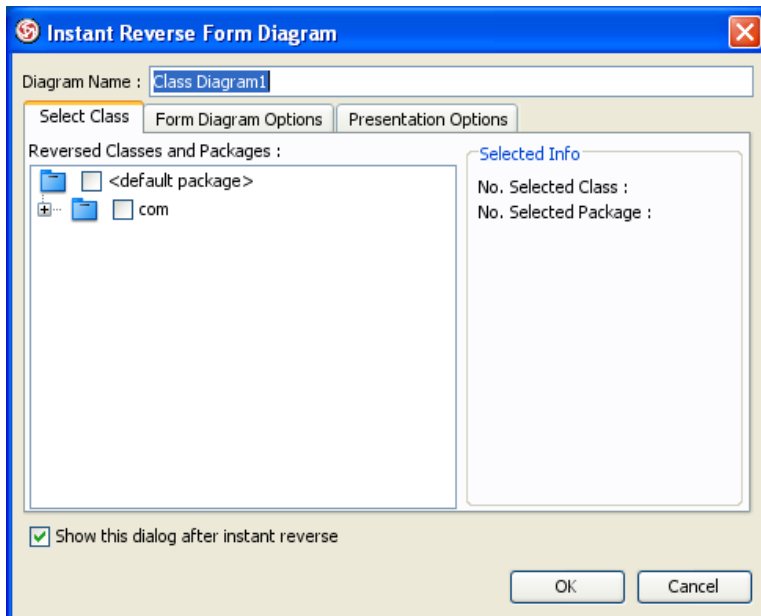 Instant Reverse Form Diagram
Diagram Name : Class Diagram1
Select Class Form Diagram Options Presentation Options
Reversed Classes and Packages :
<default package>
com
Selected Info
No. Selected Class :
No. Selected Package :
Show this dialog after instant reverse
OK Cancel